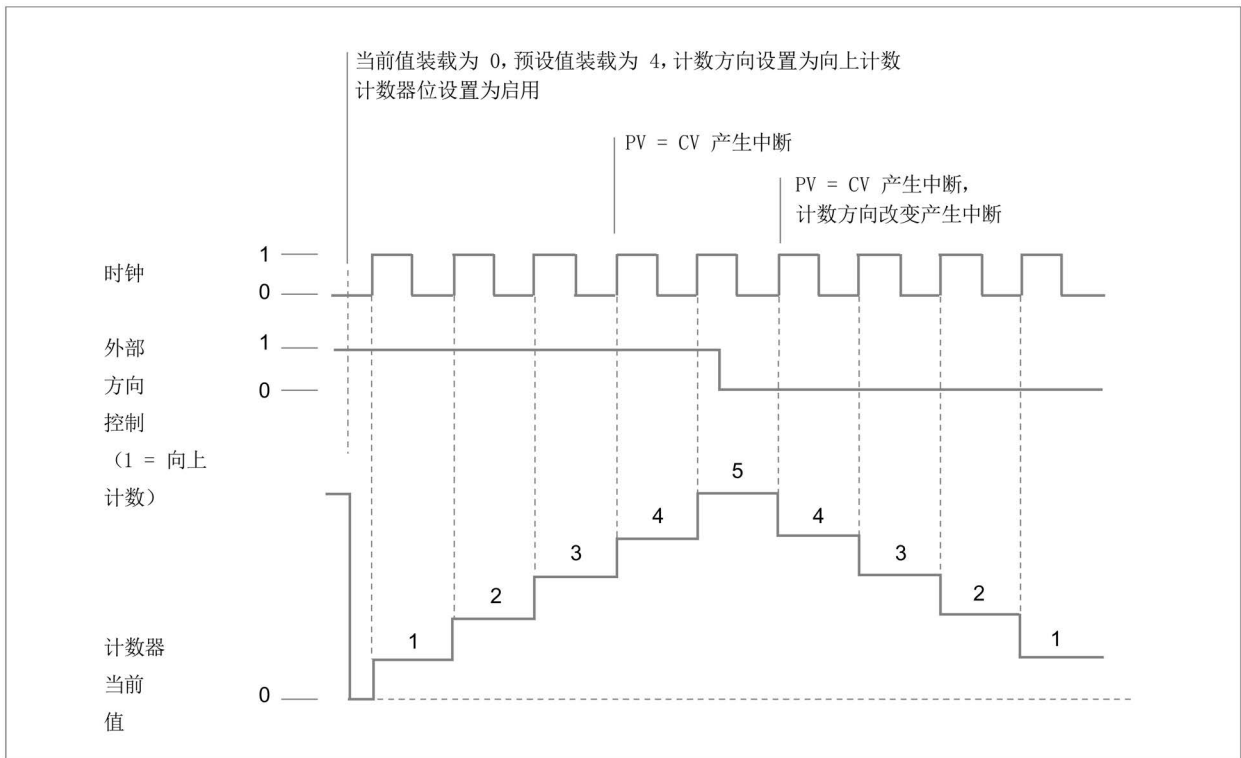 当前值装载为 0, 预设值装载为 4, 计数方向设置为向上计数
计数器位设置为启用
PV = CV 产生中断
PV = CV 产生中断,
计数方向改变产生中断
时钟
1
0
外部
方向
控制
(1 = 向上
计数)
1
0
计数器
当前
值
0
1
2
3
4
5
4
3
2
1